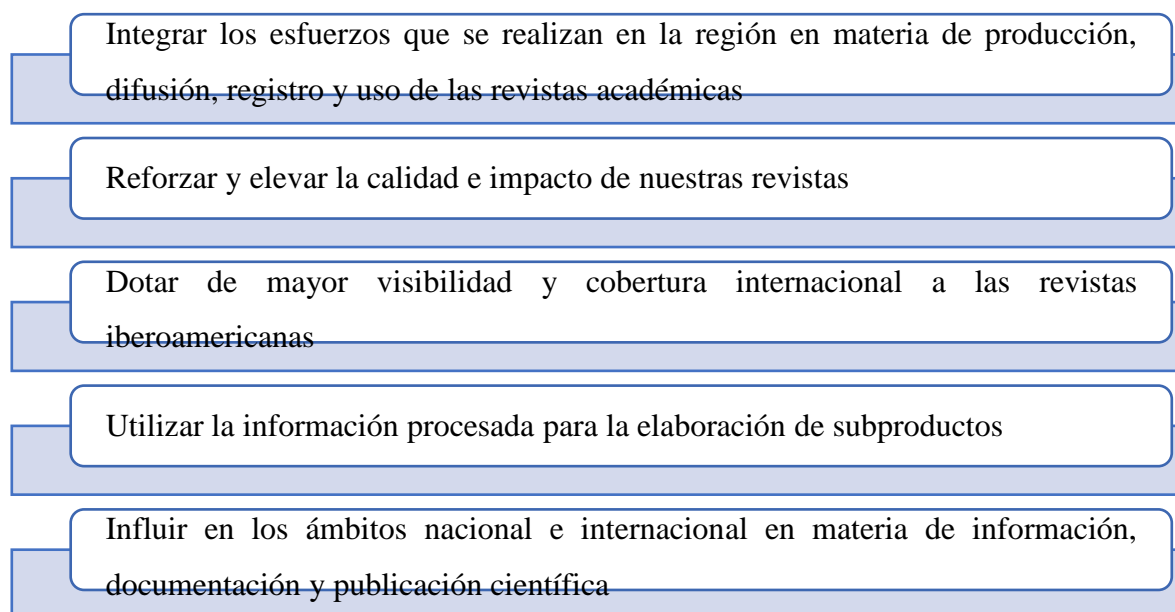 Integrar los esfuerzos que se realizan en la región en materia de producción,
difusión, registro y uso de las revistas académicas
Reforzar y elevar la calidad e impacto de nuestras revistas
Dotar de mayor visibilidad y cobertura internacional a las revistas
iberoamericanas
Utilizar la información procesada para la elaboración de subproductos
Influir en los ámbitos nacional e internacional en materia de información,
documentación y publicación científica